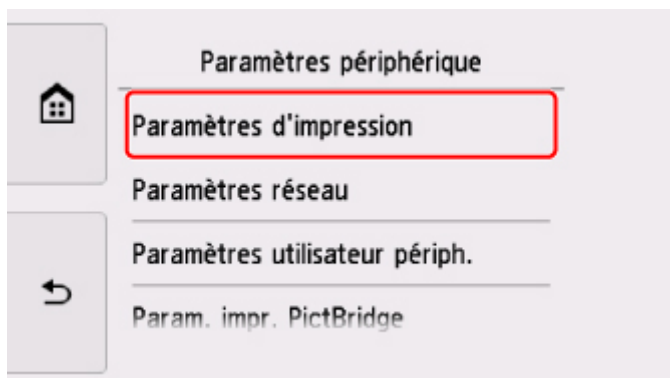 Paramètres périphérique
Paramètres d'impression
Paramètres réseau
Paramètres utilisateur périph.
Param. impr. PictBridge